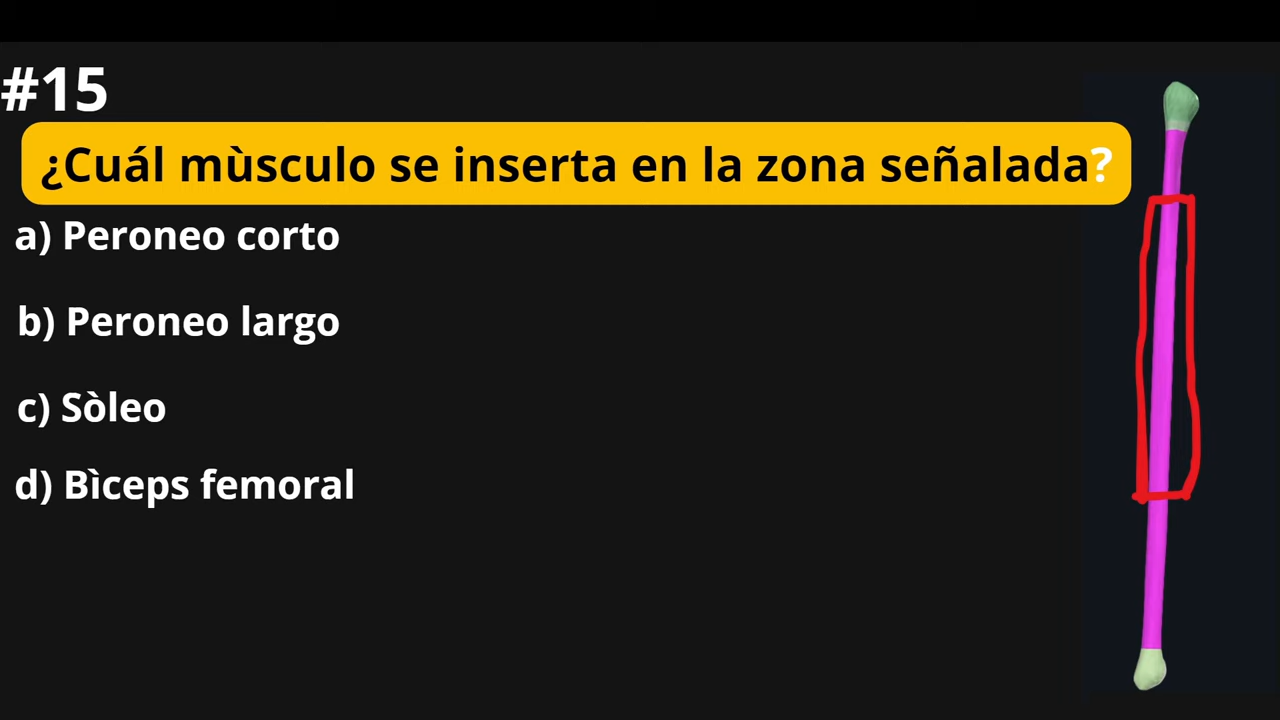 #15
¿Cuál mùsculo se inserta en la zona señalada?
a) Peroneo corto
b) Peroneo largo
c) Sòleo
d) Bìceps femoral